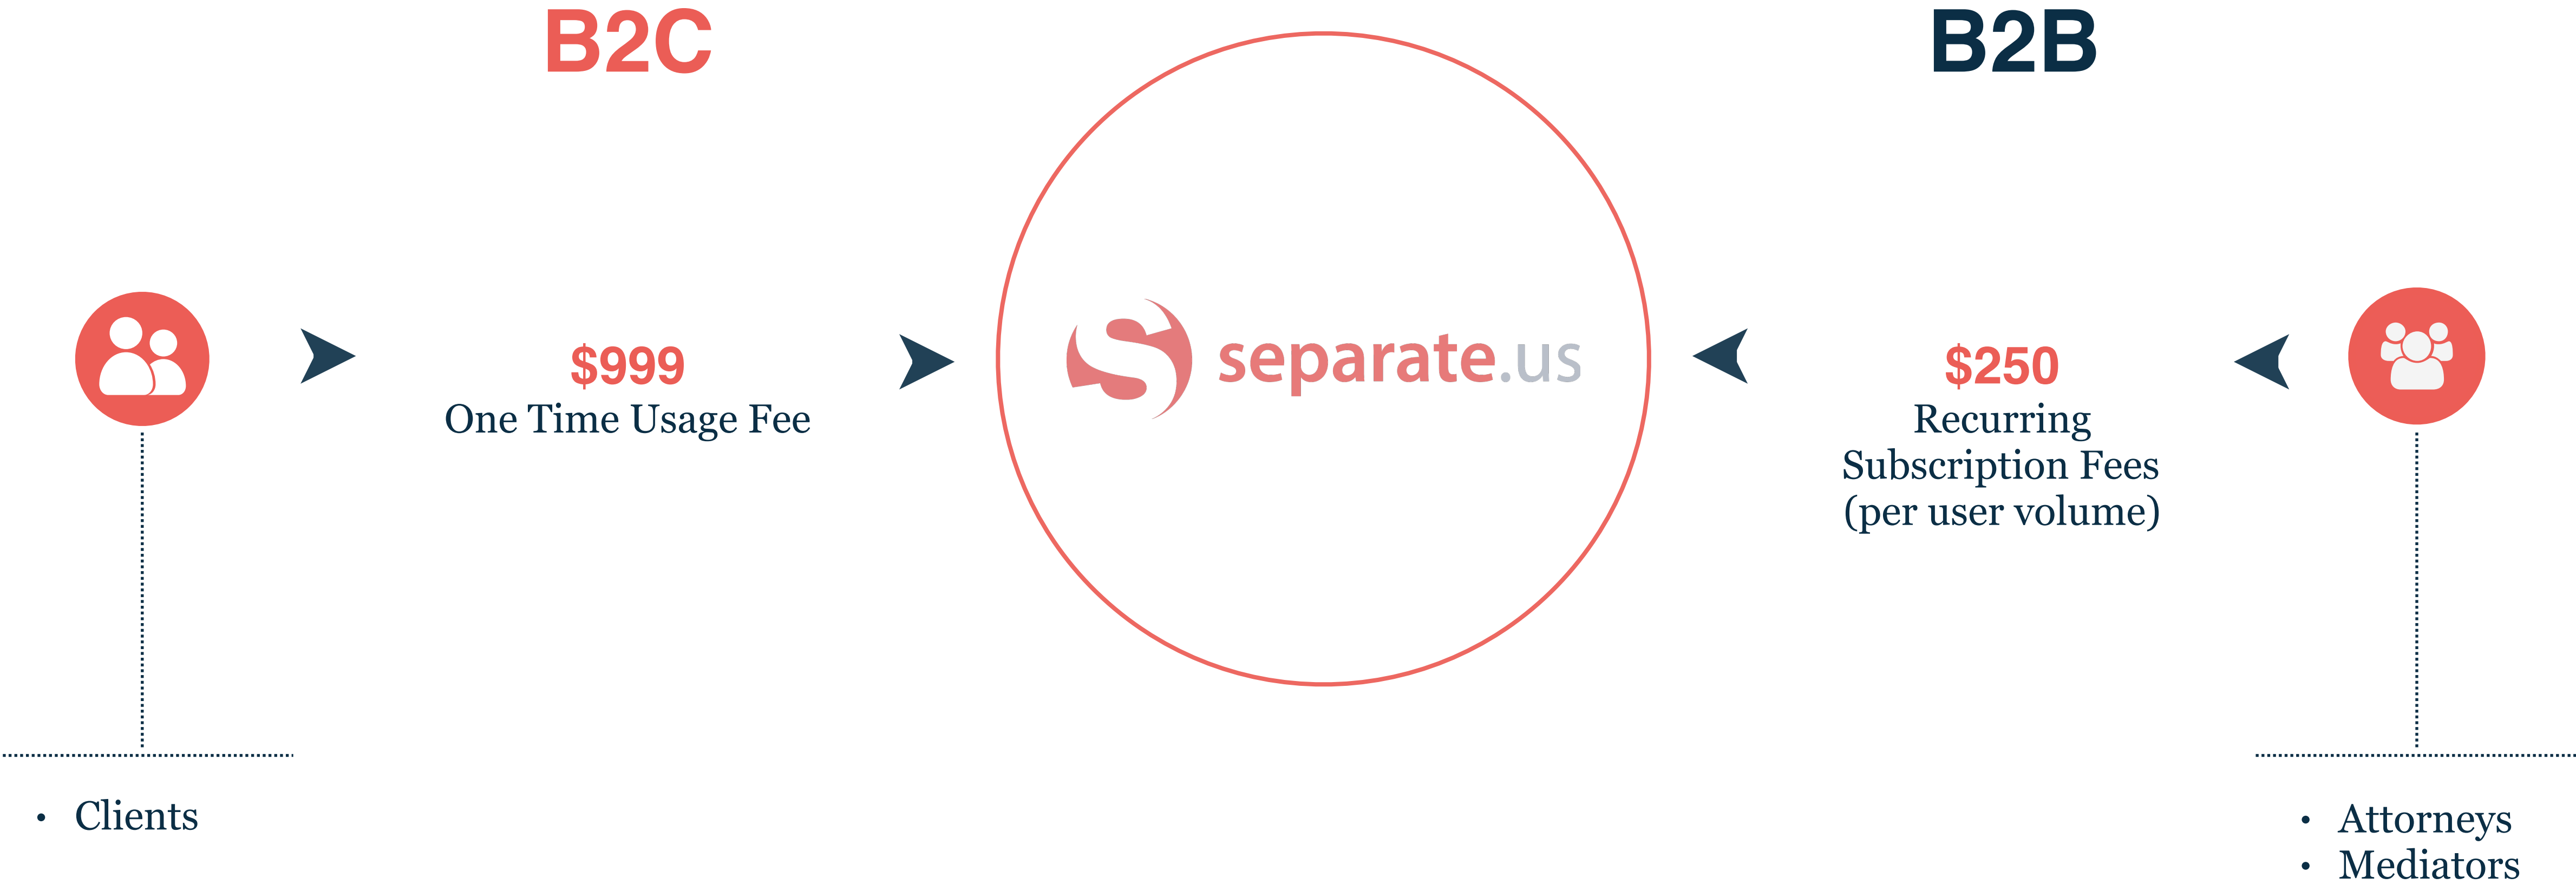 B2C
B2B
$999
One Time Usage Fee
separate.us
$250
Recurring
Subscription Fees
(per user volume)
• Clients
• Attorneys
• Mediators